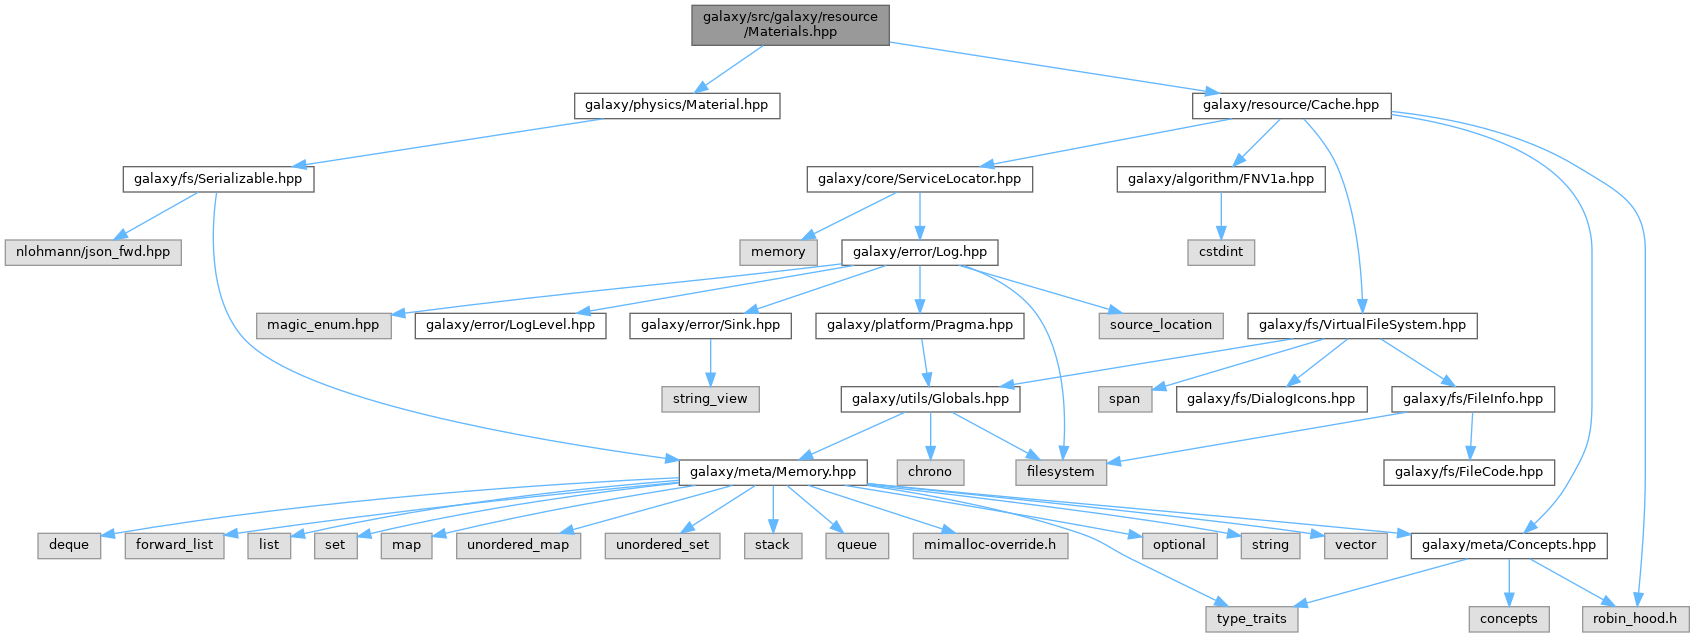 galaxy/src/galaxy/resource
/Materials.hpp
galaxy/physics/Material.hpp
galaxy/resource/Cache.hpp
galaxy/fs/Serializable.hpp
galaxy/core/ServiceLocator.hpp
galaxy/algorithm/FNV1a.hpp
nlohmann/json_fwd.hpp
memory
galaxy/error/Log.hpp
cstdint
magic_enum.hpp
galaxy/error/LogLevel.hpp
galaxy/error/Sink.hpp
galaxy/platform/Pragma.hpp
source_location
galaxy/fs/VirtualFileSystem.hpp
string_view
galaxy/utils/Globals.hpp
span
galaxy/fs/DialogIcons.hpp
galaxy/fs/FileInfo.hpp
galaxy/meta/Memory.hpp
chrono
filesystem
galaxy/fs/FileCode.hpp
deque
forward_list
list
set
map
unordered_map
unordered_set
stack
queue
mimalloc-override.h
optional
string
vector
galaxy/meta/Concepts.hpp
type_traits
concepts
robin_hood.h